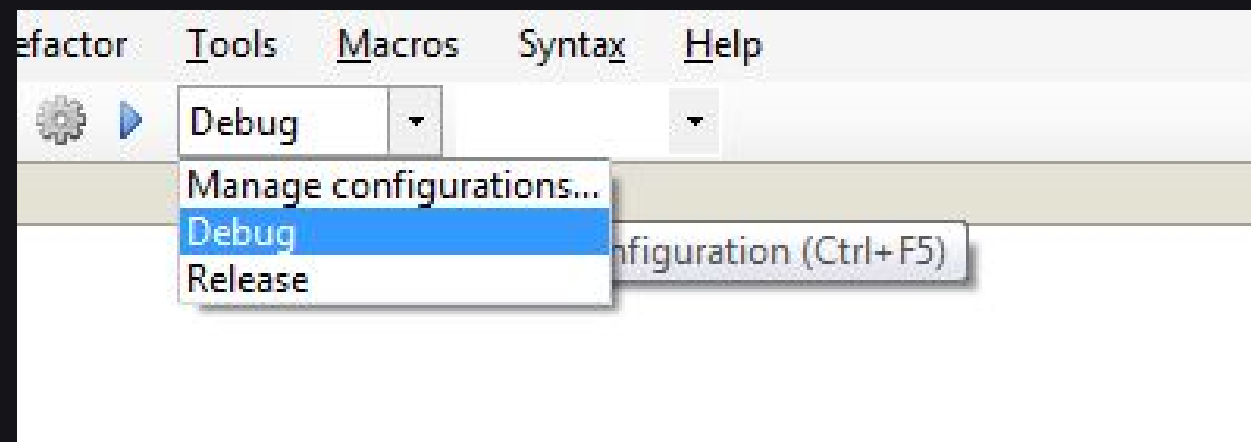 efactor Tools Macros Syntax Help
Debug
Manage configurations...
Debug
nfiguration (Ctrl+F5)
Release